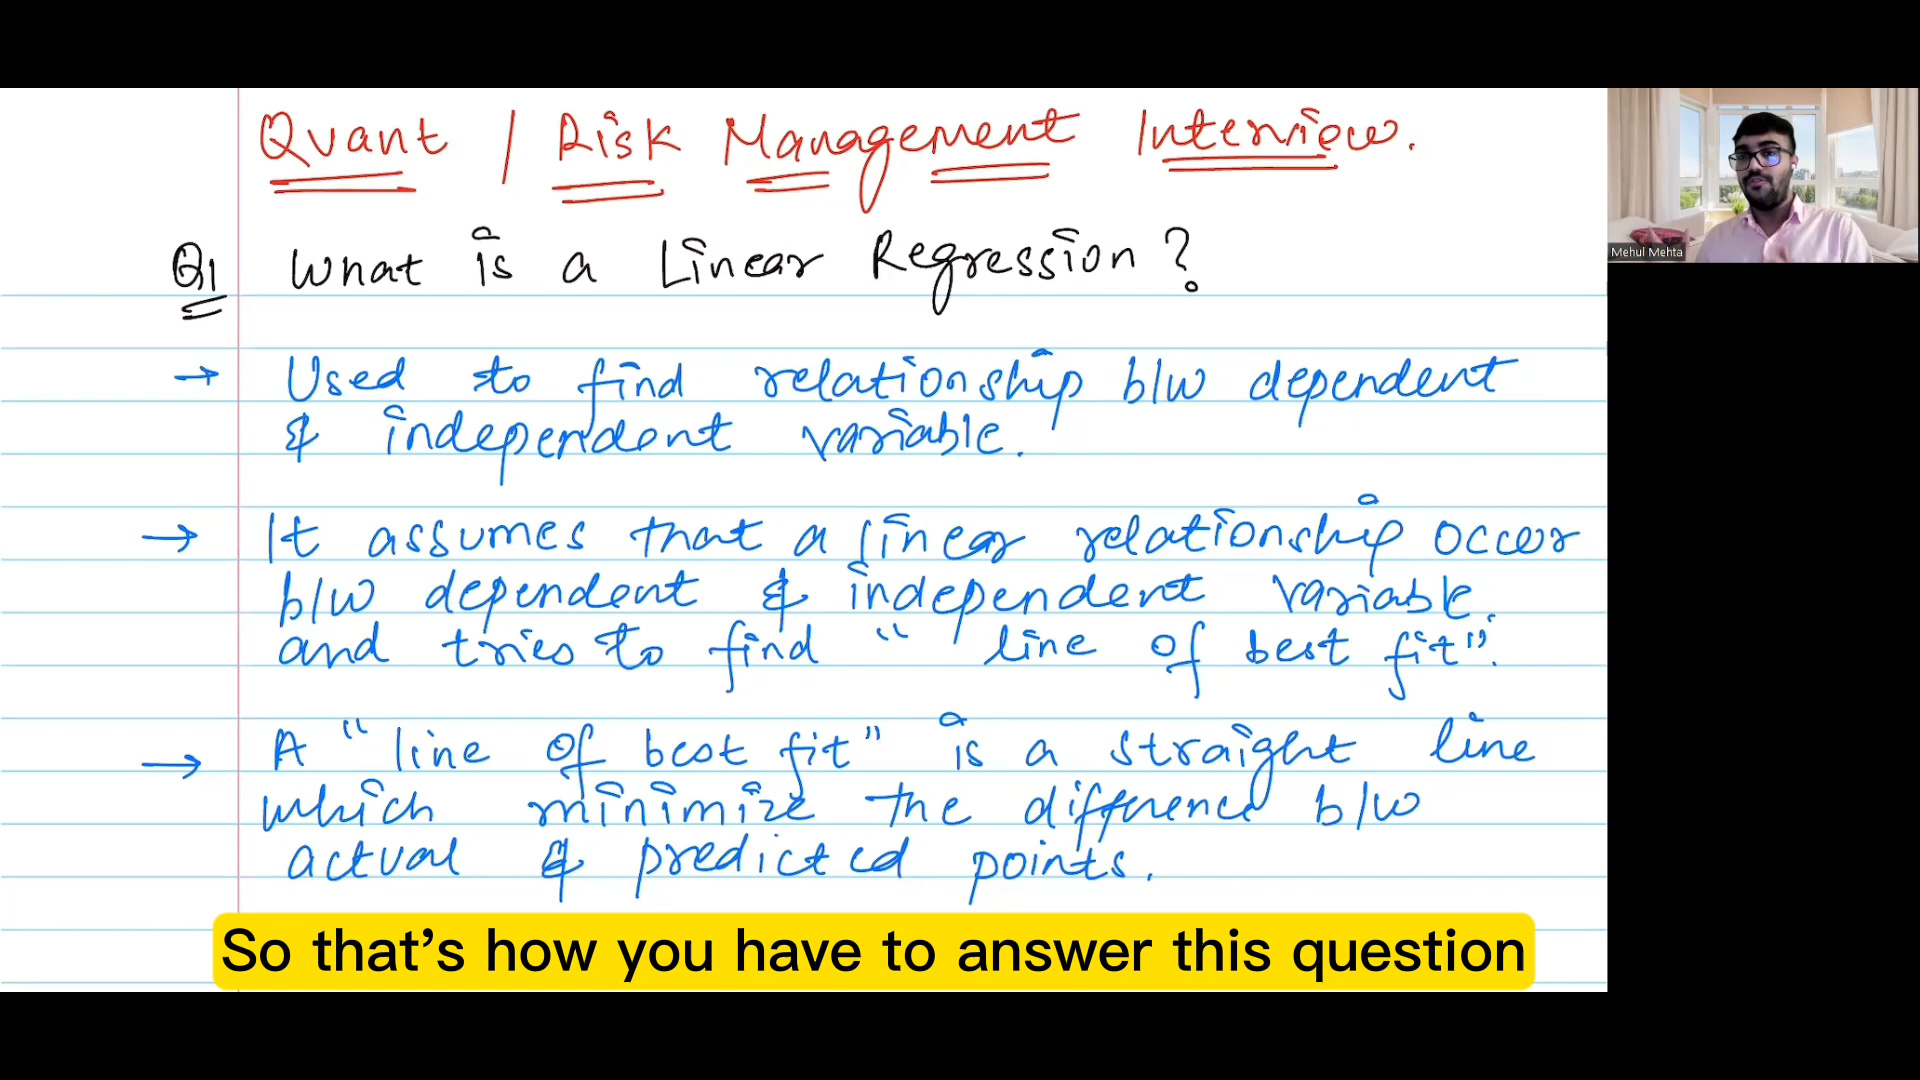 Quant / Risk Management Interview.
Q1 What is a Linear Regression?
→ Used to find relationship b/w dependent
& independent variable.
→ It assumes that a linear relationship occur
b/w dependent & independent variable.
and tries to find "line of best fit".
→ A "line of best fit" is a straight line
which minimize the difference b/w
actual & predicted points.
So that's how you have to answer this question
Mehul Mehta